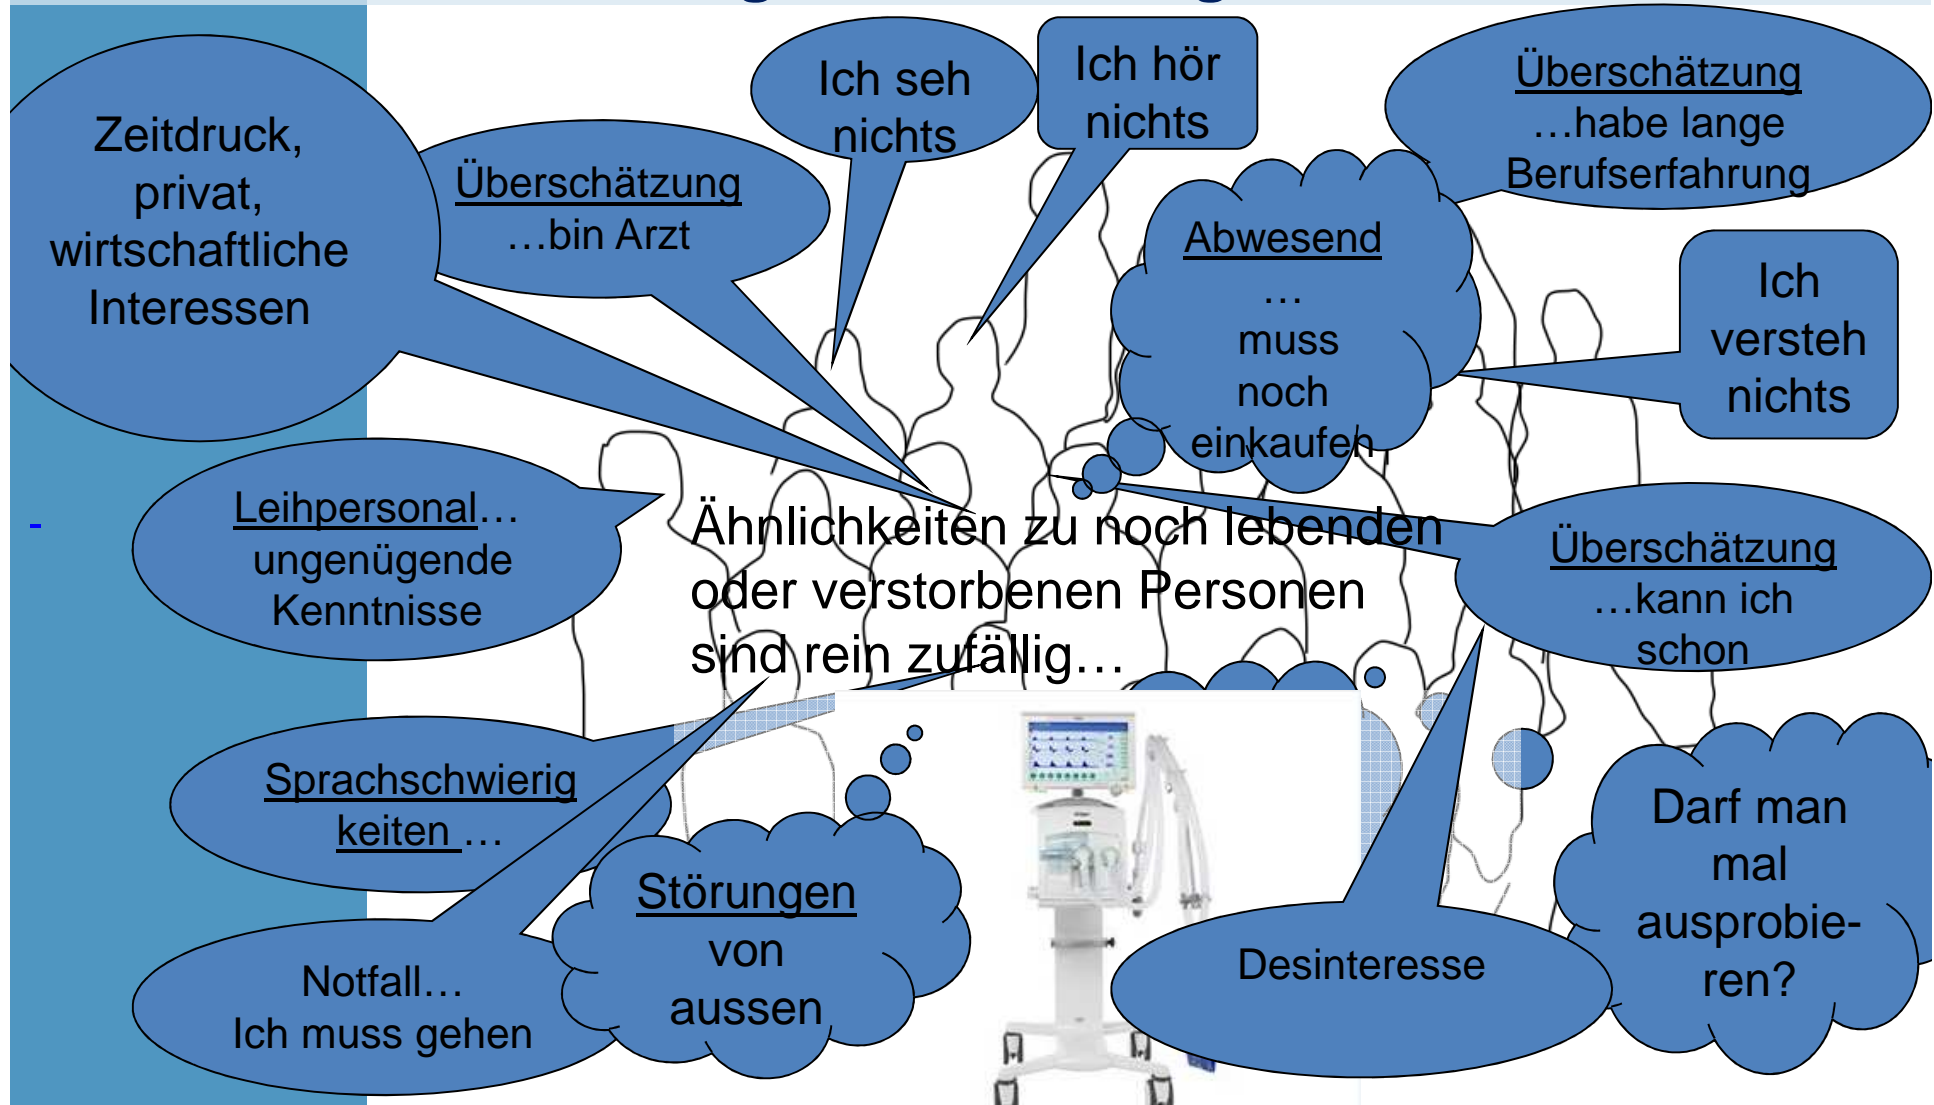 Zeitdruck,
privat,
wirtschaftliche
Interessen
Überschätzung
…bin Arzt
Ich seh
nichts
Ich hör
nichts
Überschätzung
…habe lange
Berufserfahrung
Abwesend
…
muss
noch
einkaufen
Ich
versteh
nichts
Leihpersonal…
ungenügende
Kenntnisse
Ähnlichkeiten zu noch lebenden
oder verstorbenen Personen
sind rein zufällig…
Überschätzung
…kann ich
schon
Sprachschwierig
keiten …
Störungen
von
aussen
Notfall…
Ich muss gehen
Desinteresse
Darf man
mal
ausprobie-
ren?